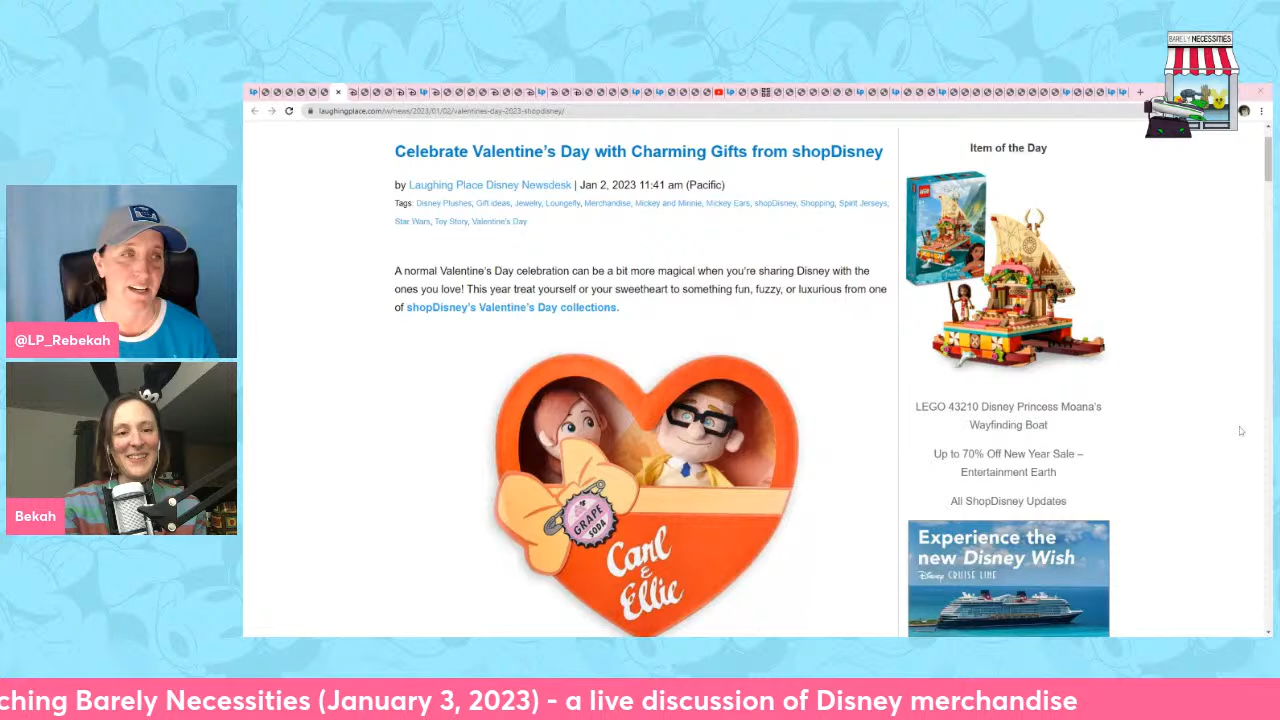 BARELY NECESSITIES
laughingplace.com/w/news/2023/01/02/valentines-day-2023-shopdisney/
Celebrate Valentine's Day with Charming Gifts from shopDisney
by Laughing Place Disney Newsdesk | Jan 2, 2023 11:41 am (Pacific)
Tags: Disney Plushes, Gift ideas, Jewelry, Loungefly, Merchandise, Mickey and Minnie, Mickey Ears, shopDisney, Shopping, Spirit Jerseys,
Star Wars, Toy Story, Valentine's Day
A normal Valentine's Day celebration can be a bit more magical when you're sharing Disney with the
ones you love! This year treat yourself or your sweetheart to something fun, fuzzy, or luxurious from one
of shopDisney's Valentine's Day collections.
GRAPE
SODA
Carl
&
Ellie
Item of the Day
LEGO
LEGO 43210 Disney Princess Moana's
Wayfinding Boat
Up to 70% Off New Year Sale –
Entertainment Earth
All ShopDisney Updates
Experience the
new Disney Wish
Disney CRUISE LINE
@LP_Rebekah
Bekah
ching Barely Necessities (January 3, 2023) - a live discussion of Disney merchandise